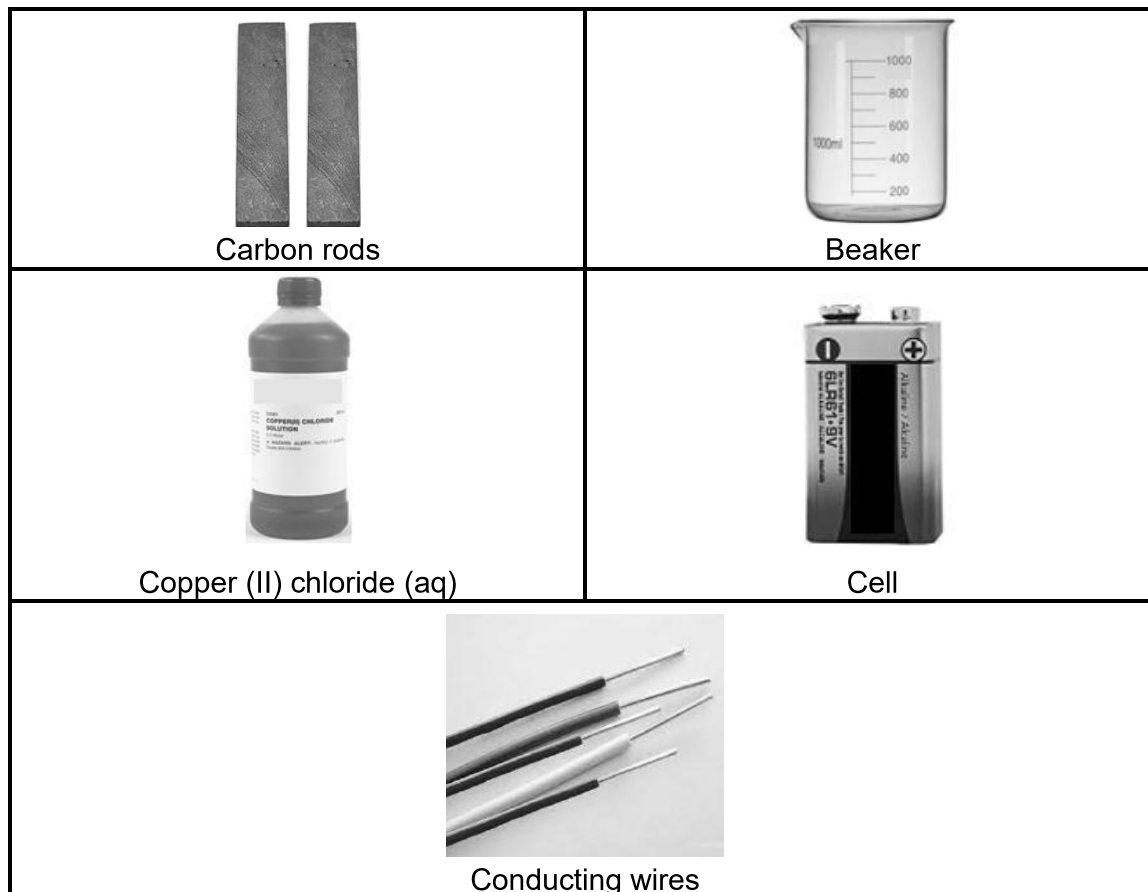 Carbon rods
1000
800
600
1000ml
400
200
Beaker
COPPER(II) CHLORIDE
SOLUTION
Copper (II) chloride (aq)
6LR61•9V
Alkaline / Alcaline
Cell
Conducting wires